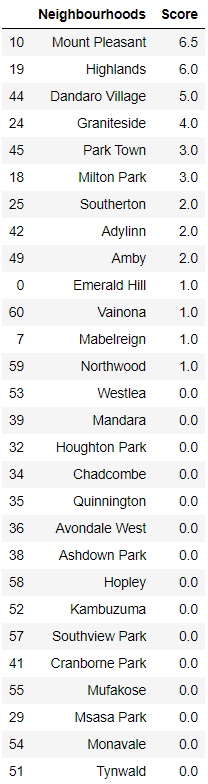 Neighbourhoods Score
10 Mount Pleasant 6.5
19 Highlands 6.0
44 Dandaro Village 5.0
24 Graniteside 4.0
45 Park Town 3.0
18 Milton Park 3.0
25 Southerton 2.0
42 Adylinn 2.0
49 Amby 2.0
0 Emerald Hill 1.0
60 Vainona 1.0
7 Mabelreign 1.0
59 Northwood 1.0
53 Westlea 0.0
39 Mandara 0.0
32 Houghton Park 0.0
34 Chadcombe 0.0
35 Quinnington 0.0
36 Avondale West 0.0
38 Ashdown Park 0.0
58 Hopley 0.0
52 Kambuzuma 0.0
57 Southview Park 0.0
41 Cranborne Park 0.0
55 Mufakose 0.0
29 Msasa Park 0.0
54 Monavale 0.0
51 Tynwald 0.0